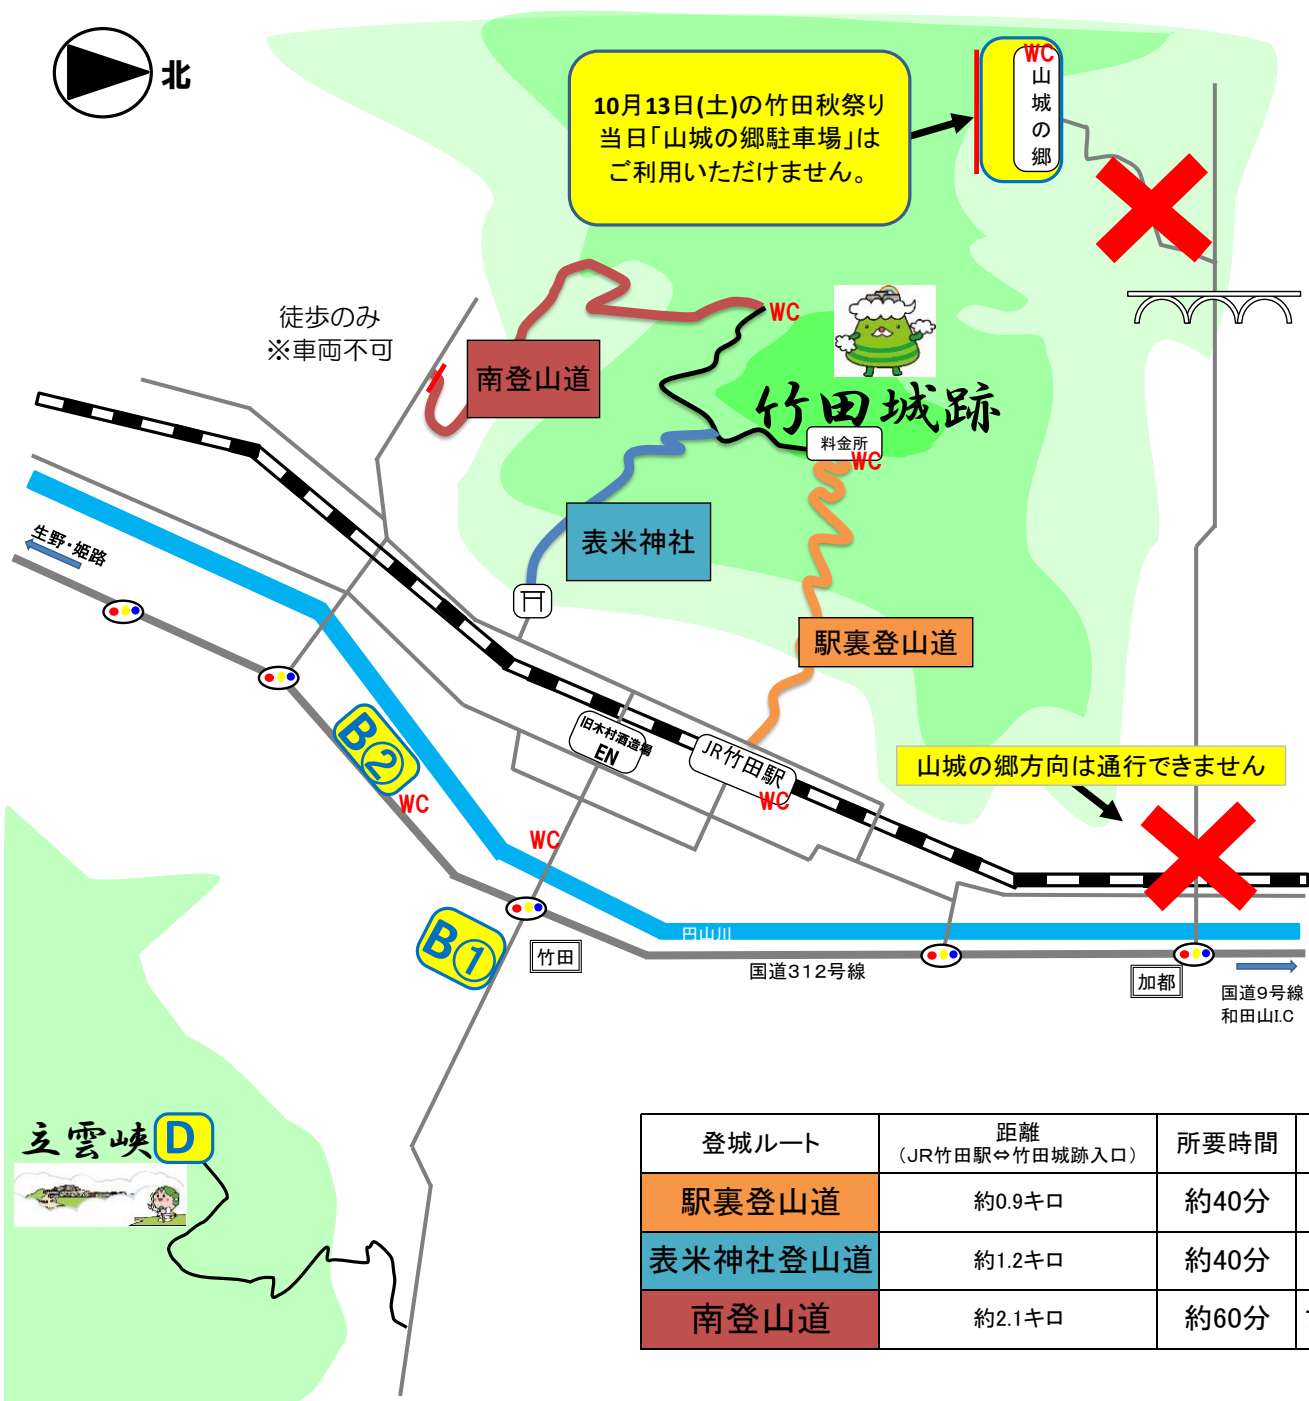 北
10月13日(土)の竹田秋祭り
当日「山城の郷駐車場」は
ご利用いただけません。
WC
山城の郷
徒歩のみ
※車両不可
南登山道
WC
竹田城跡
料金所
WC
表米神社
駅裏登山道
生野・姫路
旧木村酒造場
EN
JR竹田駅
WC
山城の郷方向は通行できません
B②
WC
WC
B①
竹田
円山川
国道312号線
加都
国道9号線
和田山I.C
立雲峡
D
登城ルート 距離 所要時間
(JR竹田駅⇔竹田城跡入口)
駅裏登山道 約0.9キロ 約40分
表米神社登山道 約1.2キロ 約40分
南登山道 約2.1キロ 約60分